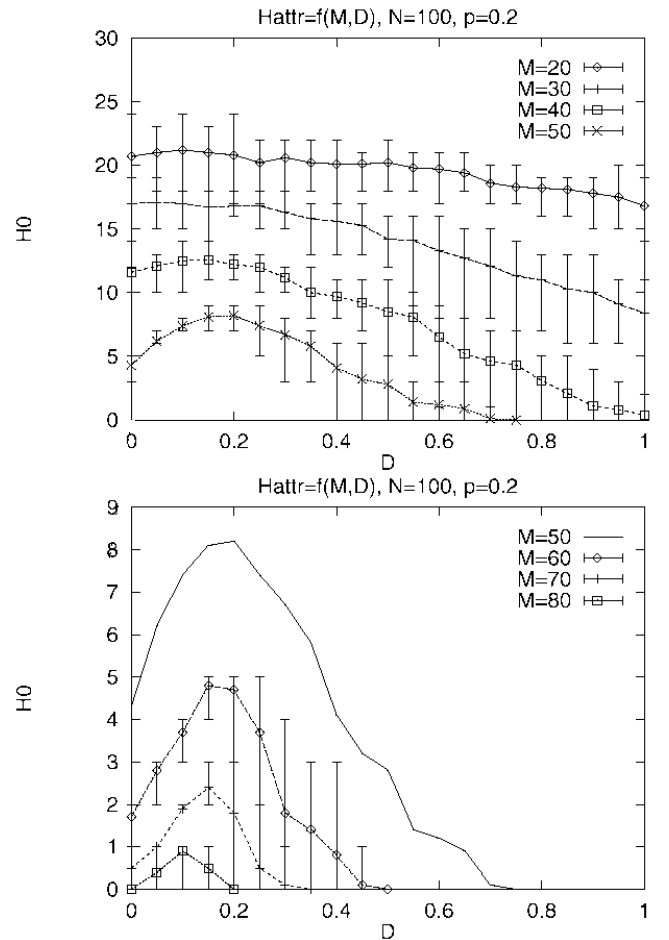 Hattr=f(M,D), N=100, p=0.2
30
25
20
15
10
5
0
H0
M=20
M=30
M=40
M=50
0 0.2 0.4 0.6 0.8 1
D
Hattr=f(M,D), N=100, p=0.2
9
8
7
6
5
4
3
2
1
0
H0
M=50
M=60
M=70
M=80
0 0.2 0.4 0.6 0.8 1
D